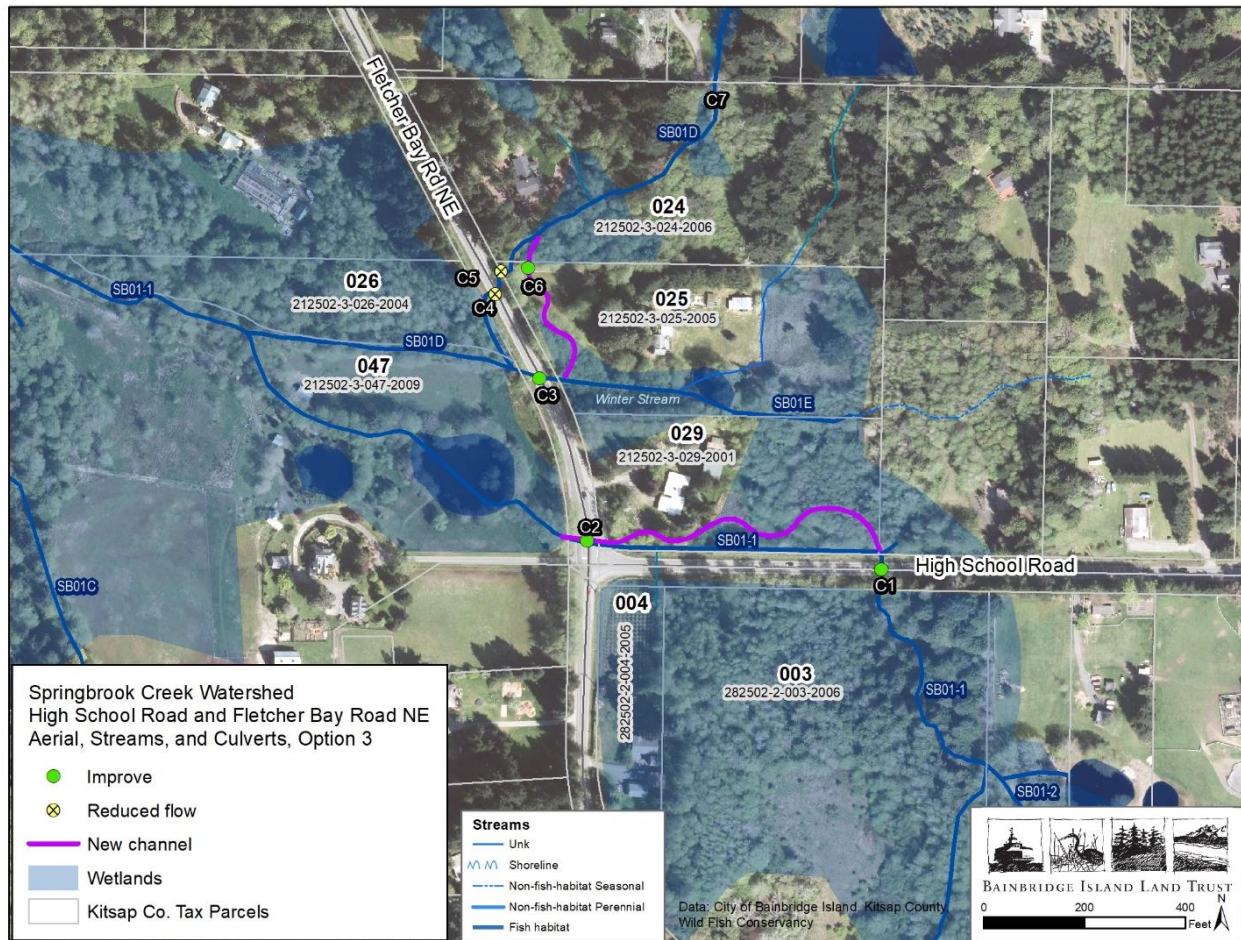 C7
SB01D
Fletcher Bay Rd NE
024
212502-3-024-2006
C5
C6
026
212502-3-026-2004
SB01-1
C4
025
212502-3-025-2005
SB01D
047
212502-3-047-2009
C3
Winter Stream
SB01E
029
212502-3-029-2001
C2
SB01-1
High School Road
C1
SB01C
004
282502-2-004-2005
003
282502-2-003-2006
SB01-1
SB01-2
Springbrook Creek Watershed
High School Road and Fletcher Bay Road NE
Aerial, Streams, and Culverts, Option 3
Improve
Reduced flow
New channel
Wetlands
Kitsap Co. Tax Parcels
Streams
Unk
Shoreline
Non-fish-habitat Seasonal
Non-fish-habitat Perennial
Fish habitat
Data: City of Bainbridge Island Kitsap County
Wild Fish Conservancy
BAINBRIDGE ISLAND LAND TRUST
N
0 200 400
Feet